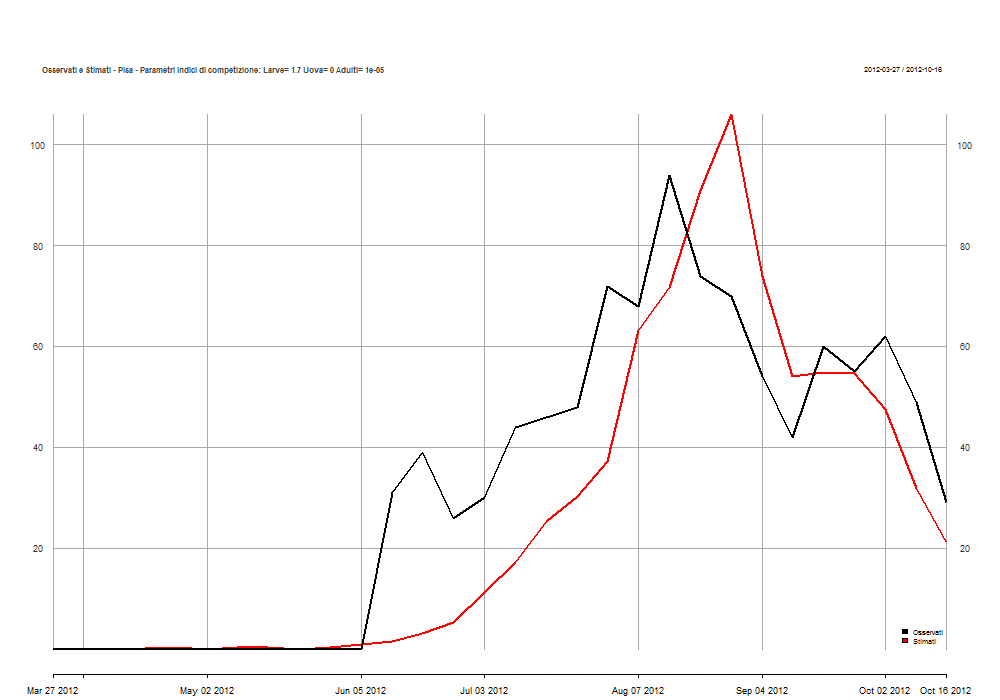 Osservati e Stimati - Pisa - Parametri indici di competizione: Larve= 1.7 Uova= 0 Adulti= 1e-05
2012-03-27 / 2012-10-16
100 100
80 80
60 60
40 40
20 20
Osservati
Stimati
Mar 27 2012 May 02 2012 Jun 05 2012 Jul 03 2012 Aug 07 2012 Sep 04 2012 Oct 02 2012 Oct 16 2012